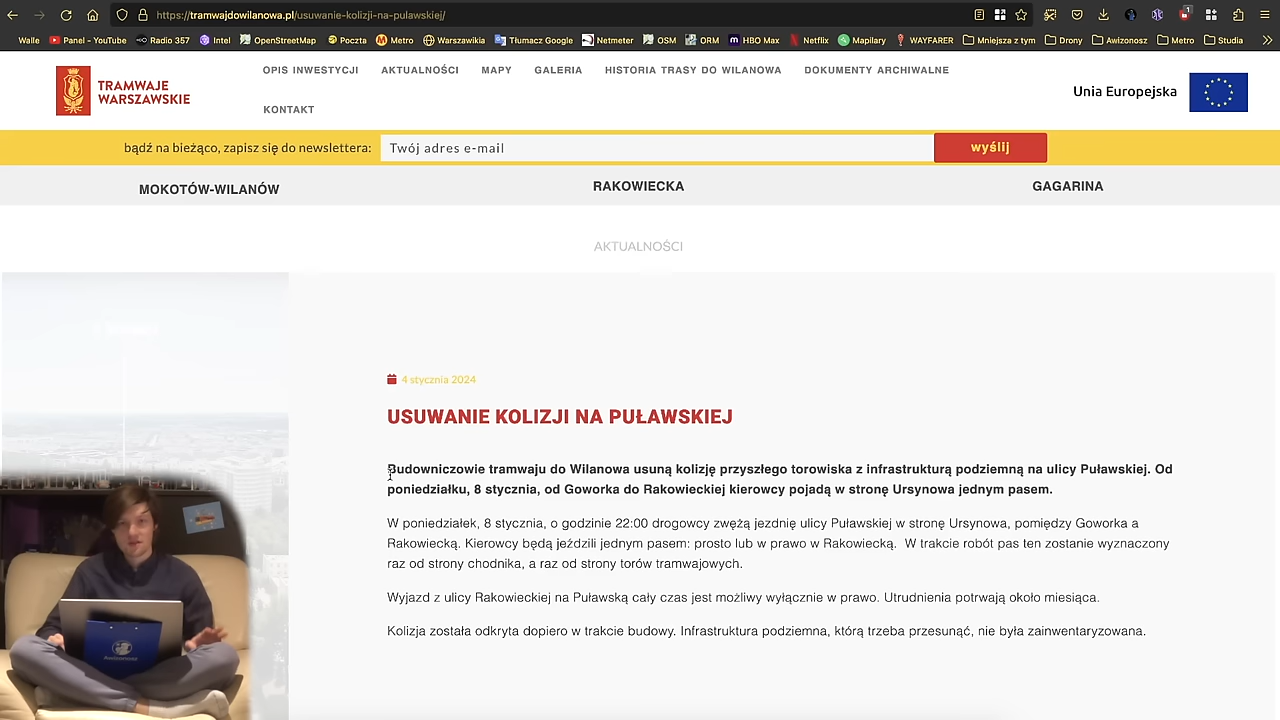 https://tramwajdowilanowa.pl/usuwanie-kolizji-na-pulawskiej/
Walle Panel - YouTube Radio 357 Intel OpenStreetMap Poczta Metro Warszawikia Tłumacz Google Netmeter OSM ORM HBO Max Netflix Mapilary WAYFARER Mniejsza z tym Drony Awizonosz Metro Studia
OPIS INWESTYCJI AKTUALNOŚCI MAPY GALERIA HISTORIA TRASY DO WILANOWA DOKUMENTY ARCHIWALNE
TRAMWAJE
WARSZAWSKIE
Unia Europejska
KONTAKT
bądź na bieżąco, zapisz się do newslettera: Twój adres e-mail wyślij
MOKOTÓW-WILANÓW RAKOWIECKA GAGARINA
AKTUALNOŚCI
4 stycznia 2024
USUWANIE KOLIZJI NA PUŁAWSKIEJ
Budowniczowie tramwaju do Wilanowa usuną kolizję przyszłego torowiska z infrastrukturą podziemną na ulicy Puławskiej. Od
poniedziałku, 8 stycznia, od Goworka do Rakowieckiej kierowcy pojadą w stronę Ursynowa jednym pasem.
W poniedziałek, 8 stycznia, o godzinie 22:00 drogowcy zwężą jezdnię ulicy Puławskiej w stronę Ursynowa, pomiędzy Goworka a
Rakowiecką. Kierowcy będą jeździli jednym pasem: prosto lub w prawo w Rakowiecką. W trakcie robót pas ten zostanie wyznaczony
raz od strony chodnika, a raz od strony torów tramwajowych.
Wyjazd z ulicy Rakowieckiej na Puławską cały czas jest możliwy wyłącznie w prawo. Utrudnienia potrwają około miesiąca.
Kolizja została odkryta dopiero w trakcie budowy. Infrastruktura podziemna, którą trzeba przesunąć, nie była zainwentaryzowana.
Awizonosz